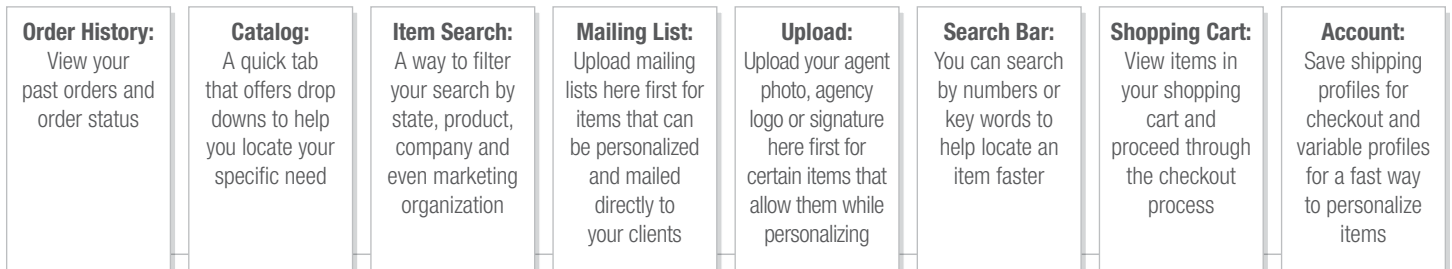 Order History:
View your
past orders and
order status
Catalog:
A quick tab
that offers drop
downs to help
you locate your
specific need
Item Search:
A way to filter
your search by
state, product,
company and
even marketing
organization
Mailing List:
Upload mailing
lists here first for
items that can
be personalized
and mailed
directly to
your clients
Upload:
Upload your agent
photo, agency
logo or signature
here first for
certain items that
allow them while
personalizing
Search Bar:
You can search
by numbers or
key words to
help locate an
item faster
Shopping Cart:
View items in
your shopping
cart and
proceed through
the checkout
process
Account:
Save shipping
profiles for
checkout and
variable profiles
for a fast way
to personalize
items